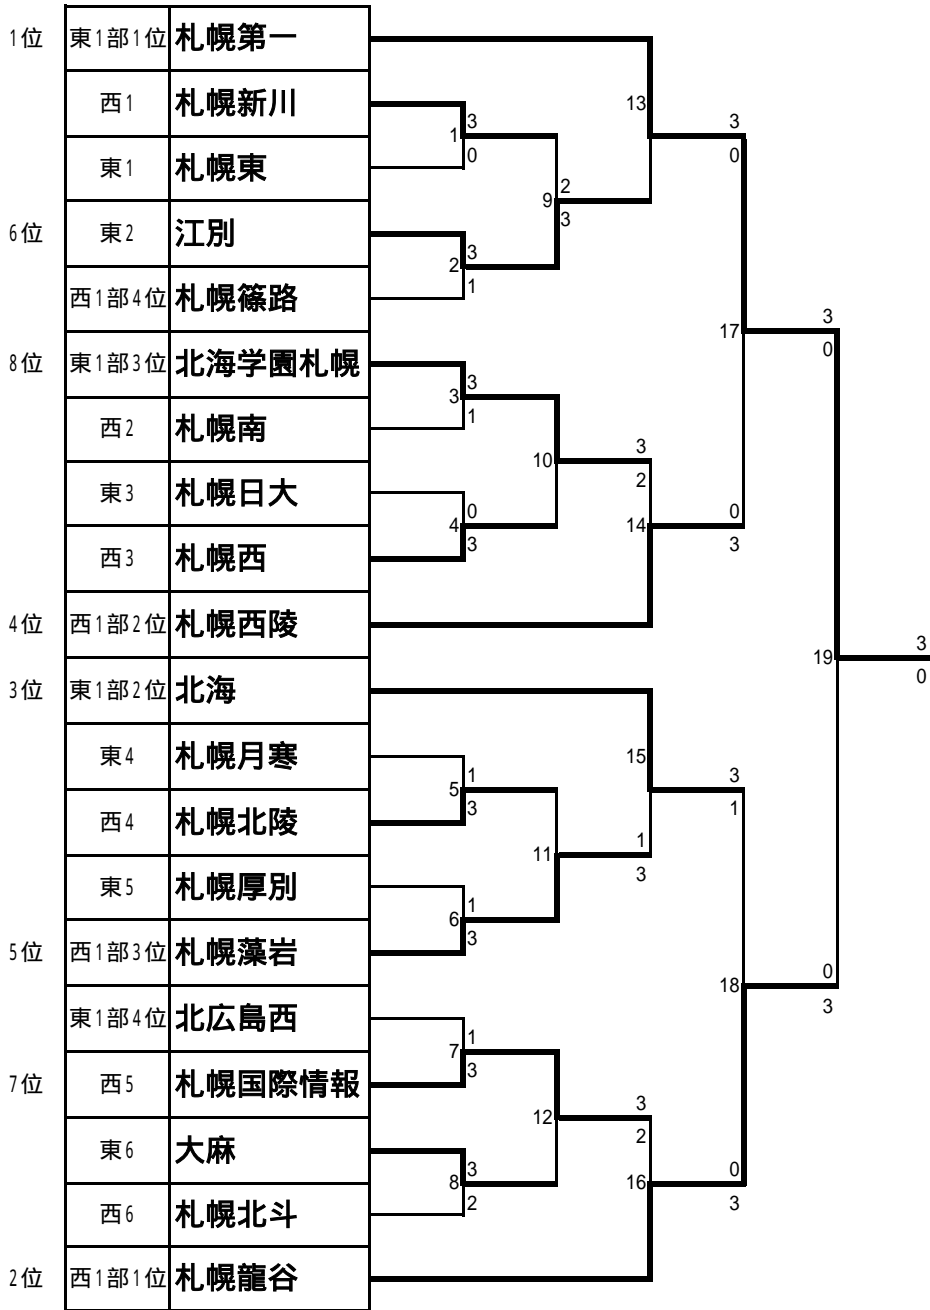 1位 東1部1位 札幌第一
西1 札幌新川
東1 札幌東
6位 東2 江別
西1部4位 札幌篠路
8位 東1部3位 北海学園札幌
西2 札幌南
東3 札幌日大
西3 札幌西
4位 西1部2位 札幌西陵
3位 東1部2位 北海
東4 札幌月寒
西4 札幌北陵
東5 札幌厚別
5位 西1部3位 札幌藻岩
東1部4位 北広島西
7位 西5 札幌国際情報
東6 大麻
西6 札幌北斗
2位 西1部1位 札幌龍谷
3
1
0
3
2
1
3
3
1
0
4
3
1
5
3
1
6
3
1
7
3
3
8
2
2
9
3
10
3
2
11
1
3
12
3
2
13
3
0
14
0
3
15
3
1
16
0
3
17
3
0
18
0
3
19
3
0